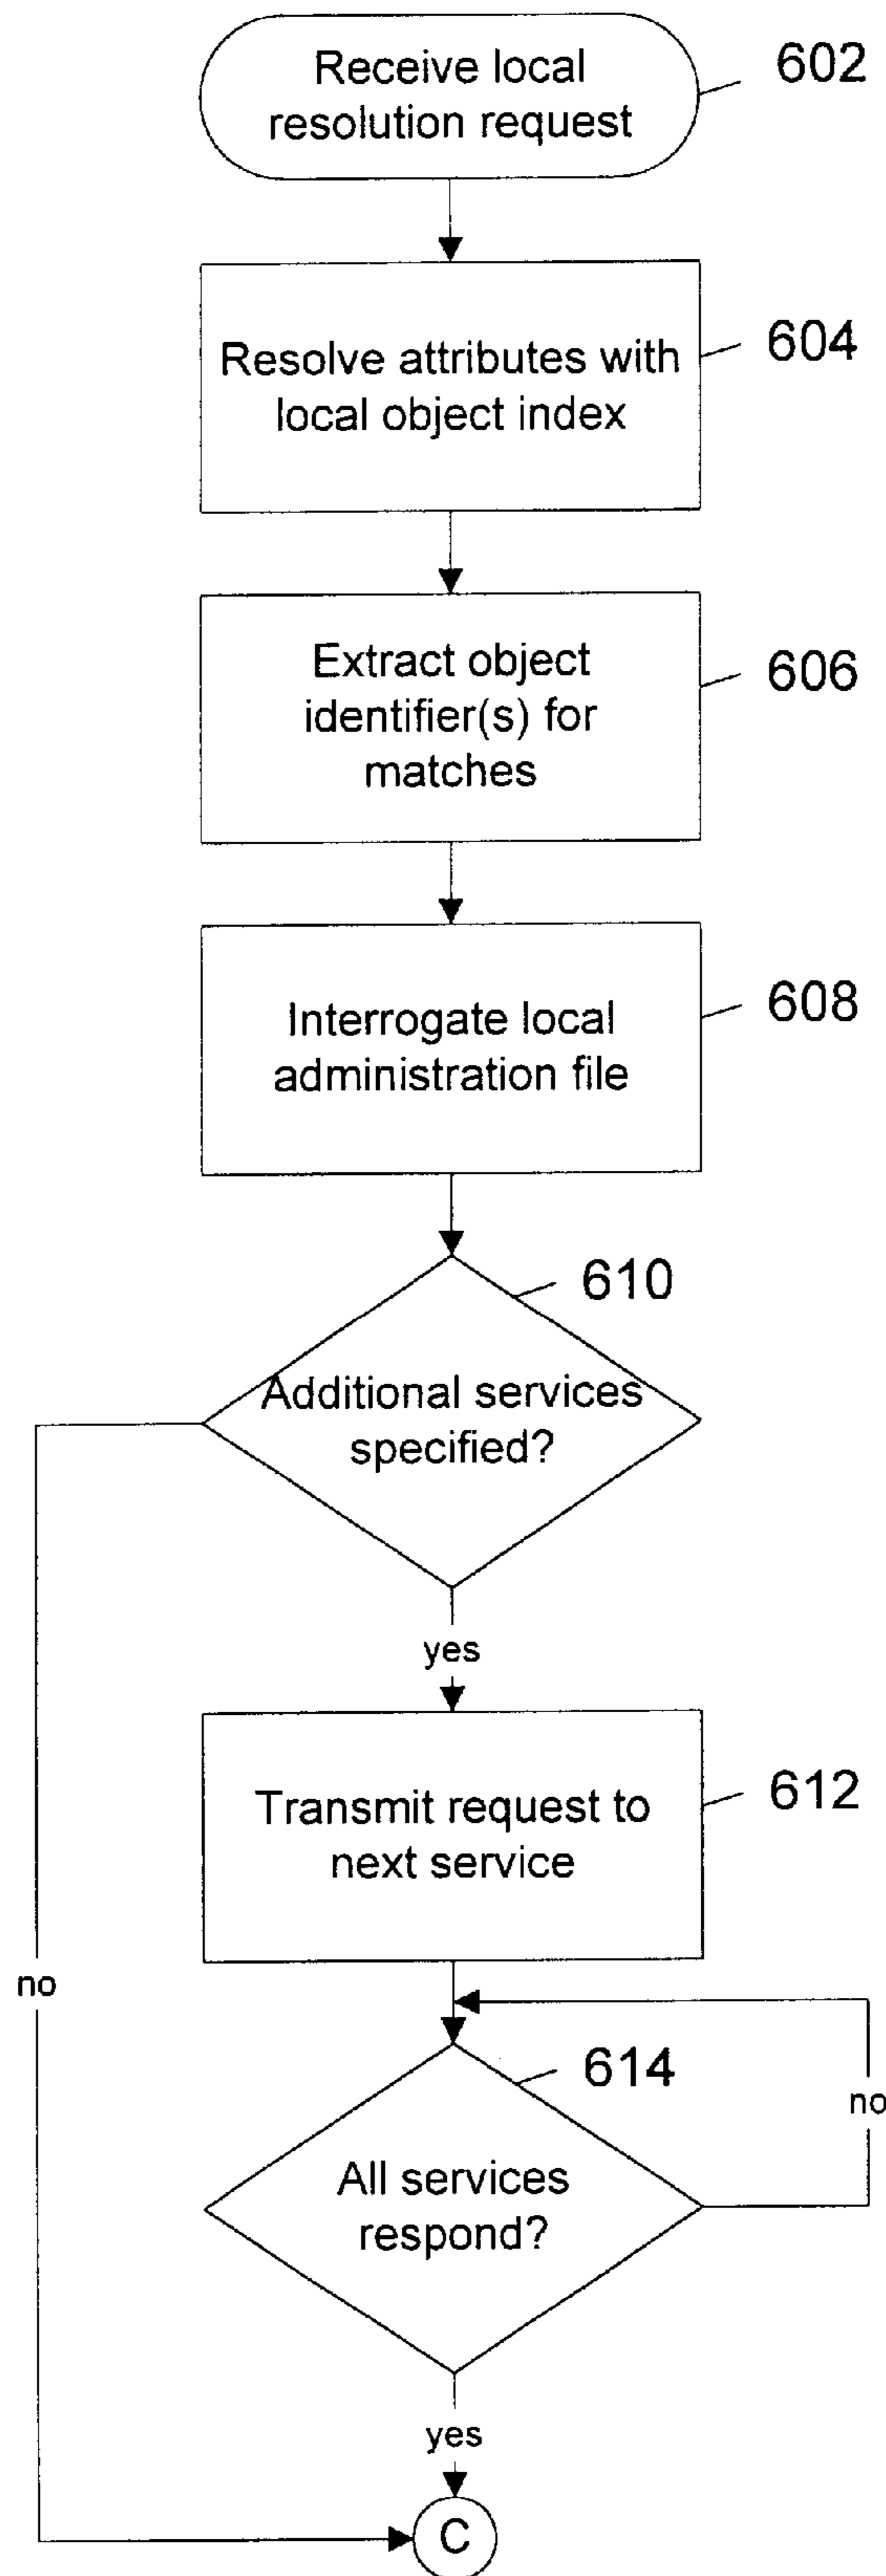 Receive local
resolution request
602
Resolve attributes with
local object index
604
Extract object
identifier(s) for
matches
606
Interrogate local
administration file
608
610
Additional services
specified?
yes
Transmit request to
next service
612
no
614
no
All services
respond?
yes
C